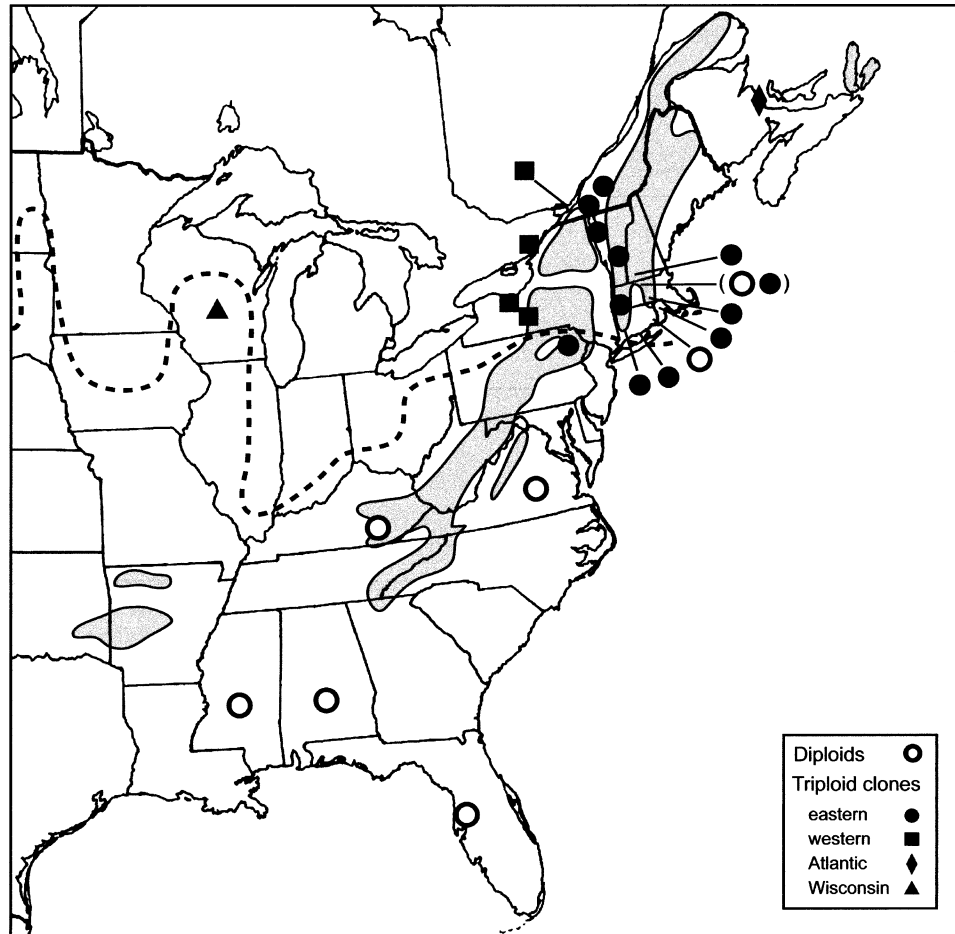 Diploids
Triploid clones
eastern
western
Atlantic
Wisconsin